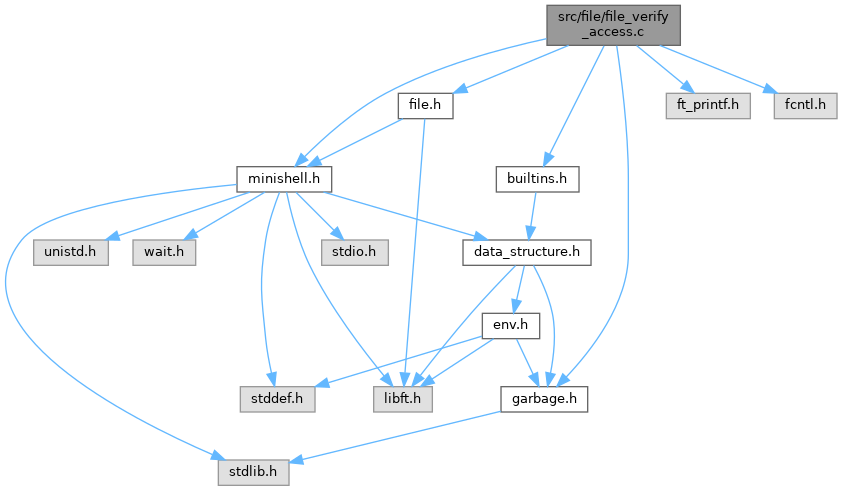 src/file/file_verify
_access.c
file.h
ft_printf.h
fcntl.h
minishell.h
builtins.h
unistd.h
wait.h
stdio.h
data_structure.h
env.h
stddef.h
libft.h
garbage.h
stdlib.h